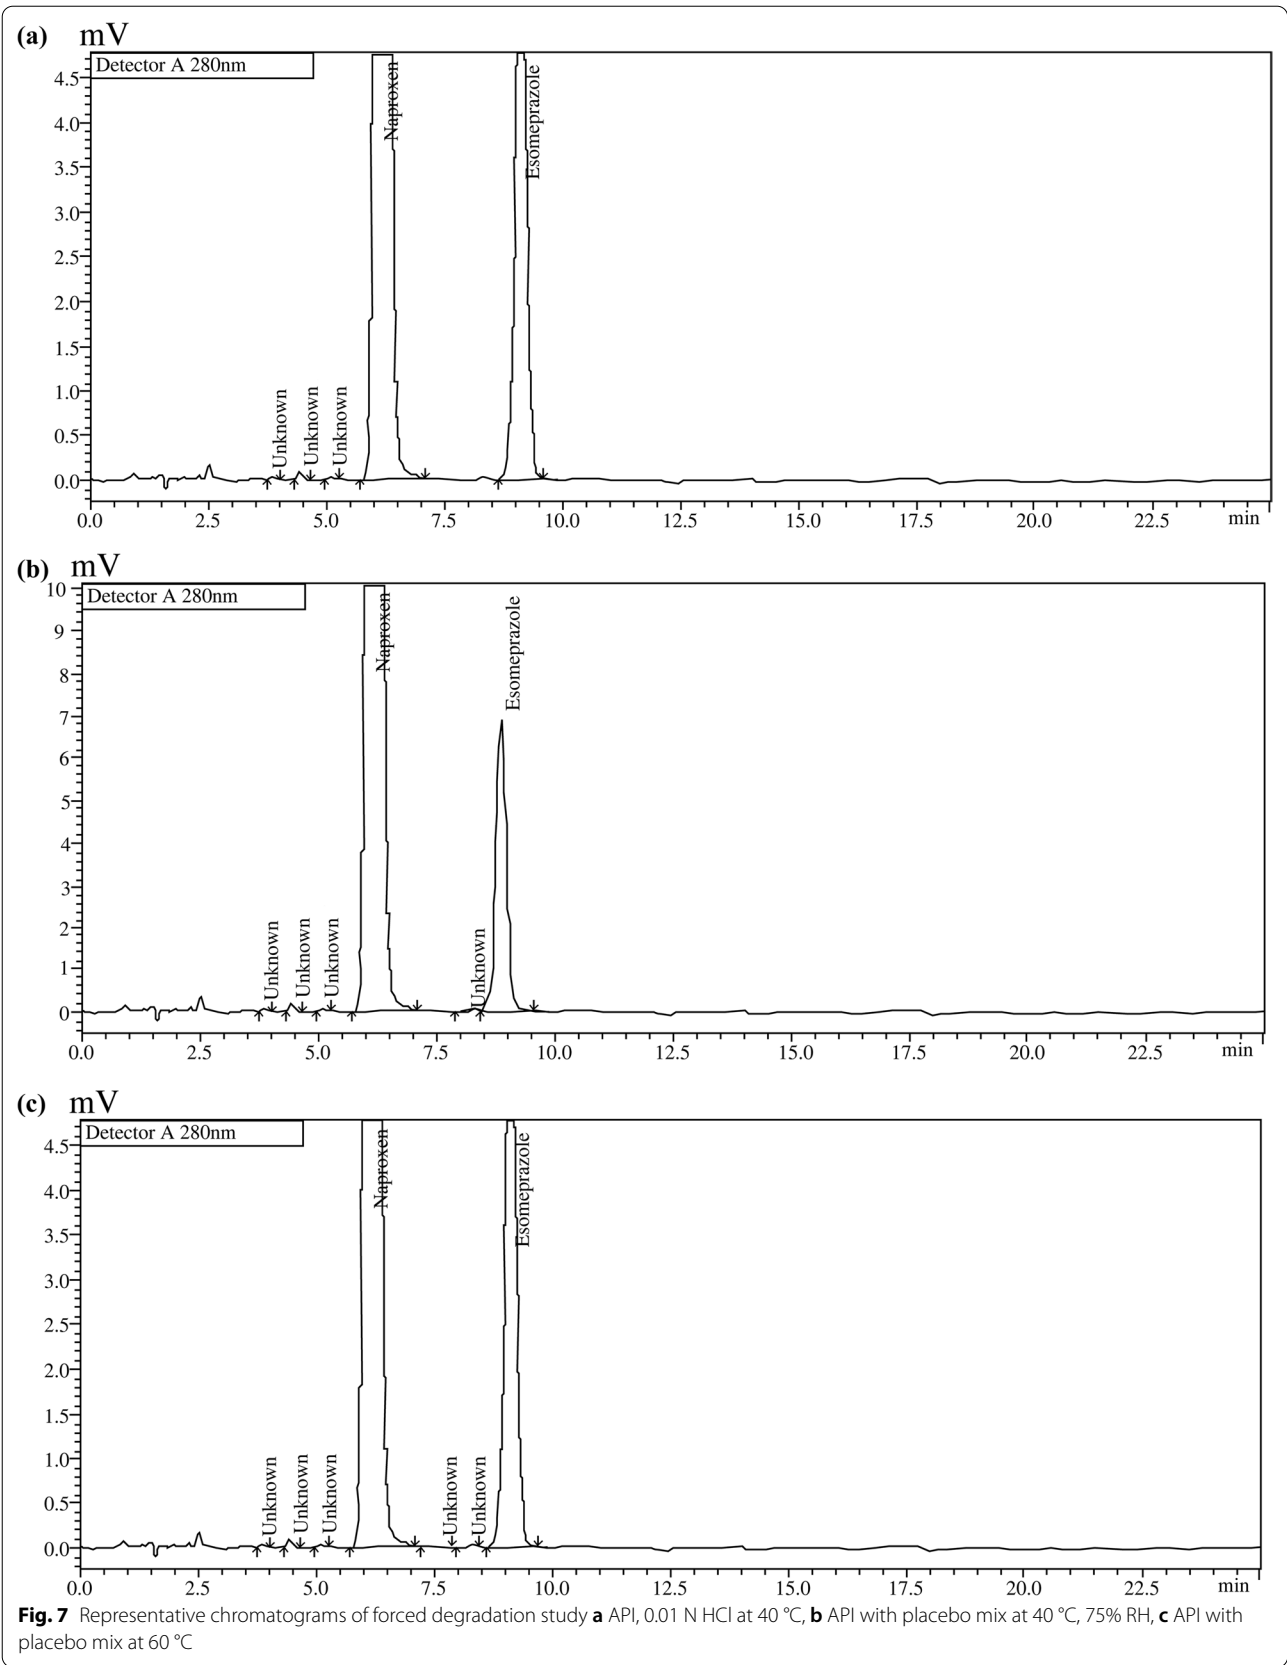 (a) mV
Detector A 280nm
Naproxen
Esomeprazole
4.5
4.0
3.5
3.0
2.5
2.0
1.5
1.0
0.5
0.0
Unknown
Unknown
Unknown
0.0 2.5 5.0 7.5 10.0 12.5 15.0 17.5 20.0 22.5 min
(b) mV
Detector A 280nm
Naproxen
Esomeprazole
10
9
8
7
6
5
4
3
2
1
0
Unknown
Unknown
Unknown
Unknown
0.0 2.5 5.0 7.5 10.0 12.5 15.0 17.5 20.0 22.5 min
(c) mV
Detector A 280nm
Naproxen
Esomeprazole
4.5
4.0
3.5
3.0
2.5
2.0
1.5
1.0
0.5
0.0
Unknown
Unknown
Unknown
Unknown
Unknown
0.0 2.5 5.0 7.5 10.0 12.5 15.0 17.5 20.0 22.5 min
Fig. 7 Representative chromatograms of forced degradation study a API, 0.01 N HCl at 40 °C, b API with placebo mix at 40 °C, 75% RH, c API with
placebo mix at 60 °C